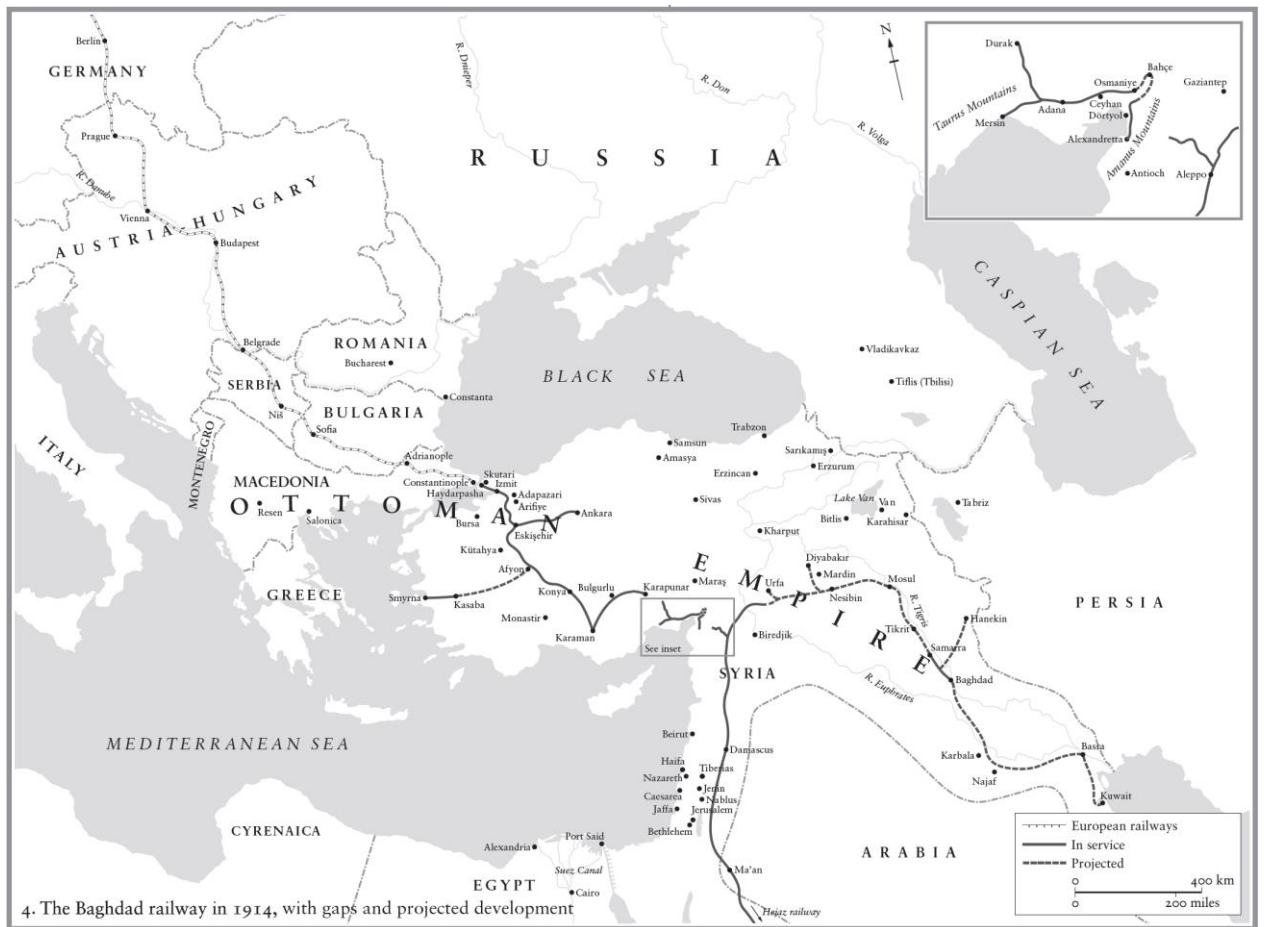 Berlin
GERMANY
Prague
R. Danube
Vienna
AUSTRIA-HUNGARY
Budapest
R. Dnieper
R. Don
R. Volga
N
RUSSIA
Durak
Bahçe
Osmaniye
Gaziantep
Taurus Mountains
Adana
Ceyhan
Dörtyol
Mersin
Alexandretta
Amanus Mountains
Antioch
Aleppo
CASPIAN SEA
Belgrade
ROMANIA
Bucharest
SERBIA
BLACK SEA
Vladikavkaz
Tiflis (Tbilisi)
Constanta
Niš
BULGARIA
Sofia
ITALY
MONTENEGRO
Adrianople
Trabzon
Samsun
Amasya
Sarıkamış
Erzincan
Erzurum
MACEDONIA
Constantinople
Skutari
Izmit
Haydarpasha
Adapazari
Arifiye
Resen
Salonica
OTTOMAN
Bursa
Ankara
Eskişehir
Sivas
Lake Van
Van
Bitlis
Karahisar
Tabriz
Kharput
Kütahya
Afyon
EMPIRE
Diyabakır
Mardin
Maraş
Urfa
Nesibin
Mosul
R. Tigris
GREECE
Smyrna
Kasaba
Konya
Bulgurlu
Karapunar
Monastir
Karaman
See inset
Biredjik
Tikrit
Hanekin
Samarra
PERSIA
SYRIA
R. Euphrates
Baghdad
MEDITERRANEAN SEA
Beirut
Damascus
Karbala
Najaf
Basra
Kuwait
Haifa
Tiberias
Nazareth
Jenin
Caesarea
Nablus
Jaffa
Jerusalem
Bethlehem
CYRENAICA
Alexandria
Port Said
Suez Canal
EGYPT
Cairo
Ma'an
Hejaz railway
ARABIA
European railways
In service
Projected
0 400 km
0 200 miles
4. The Baghdad railway in 1914, with gaps and projected development